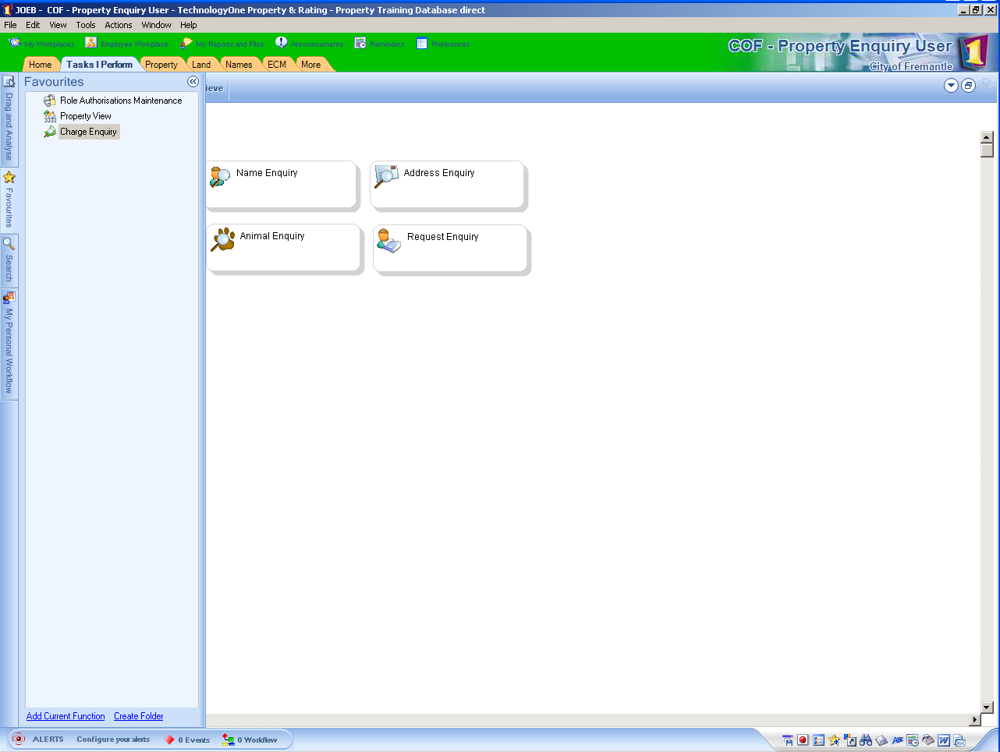 JOEB - COF - Property Enquiry User - TechnologyOne Property & Rating - Property Training Database direct
File Edit View Tools Actions Window Help
My Workplaces Employee Workplace My Reports and Files Announcements Reminders Preferences
COF - Property Enquiry User
City of Fremantle
Home Tasks I Perform Property Land Names ECM More
Favourites
ieve
Drag and Analyse
Favourites
Search
My Personal Workflow
Role Authorisations Maintenance
Property View
Charge Enquiry
Name Enquiry
Address Enquiry
Animal Enquiry
Request Enquiry
Add Current Function Create Folder
ALERTS Configure your alerts 0 Events 0 Workflow